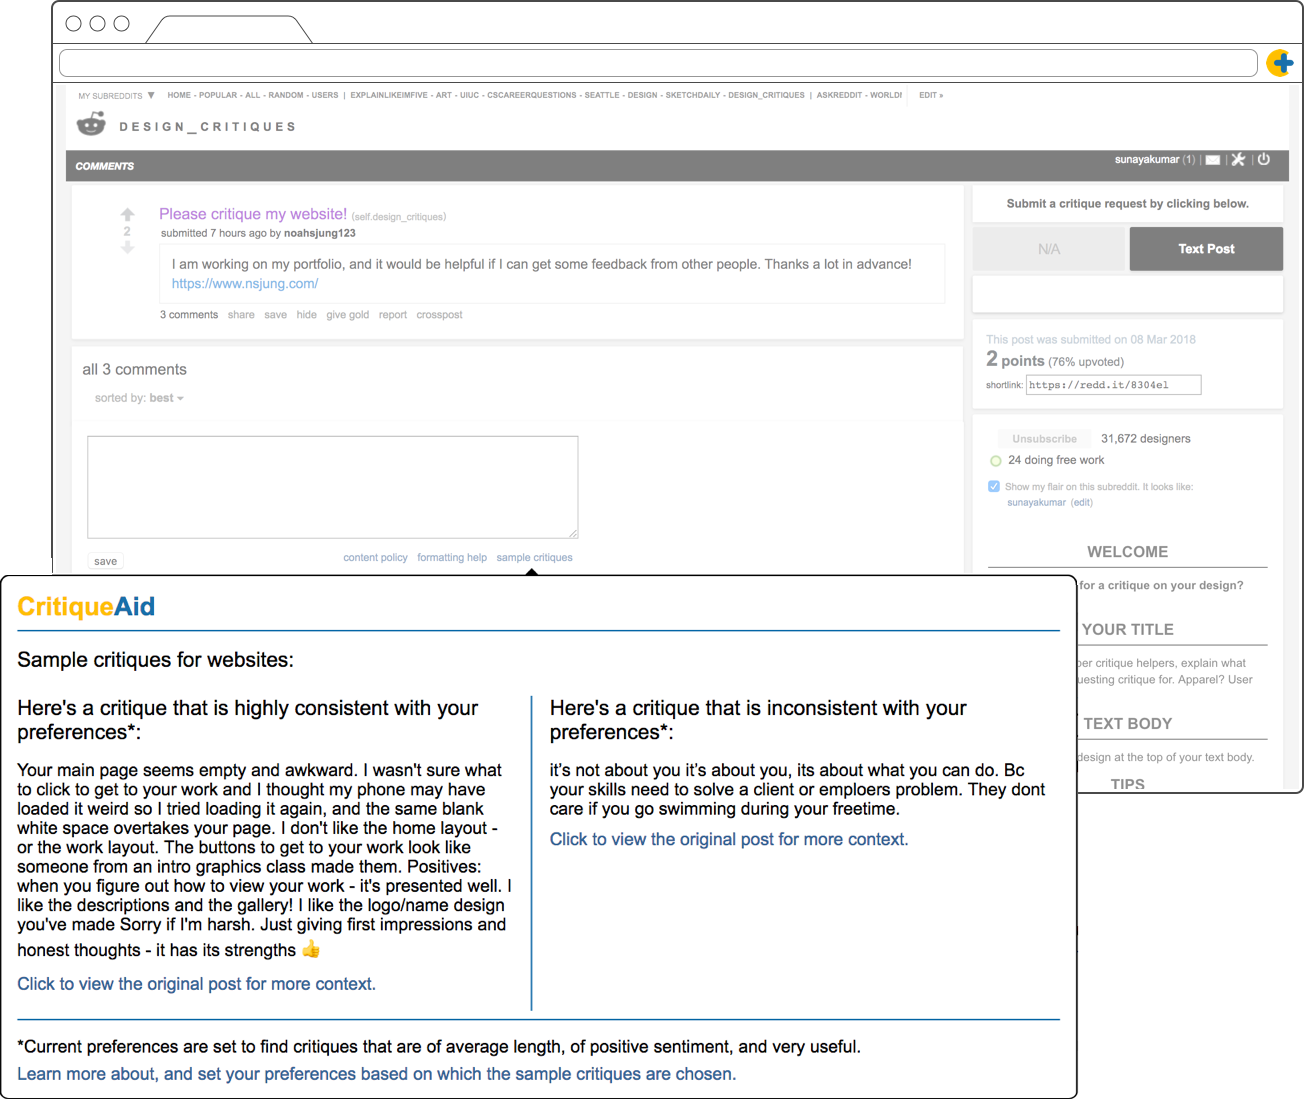 MY SUBREDDITS ▼ HOME - POPULAR - ALL - RANDOM - USERS | EXPLAINLIKEIMFIVE - ART - UIUC - CSCAREERQUESTIONS - SEATTLE - DESIGN - SKETCHDAILY - DESIGN_CRITIQUES | ASKREDDIT - WORLDN EDIT »
DESIGN_CRITIQUES
COMMENTS
sunayakumar (1) | | |
Please critique my website! (self.design_critiques)
2
submitted 7 hours ago by noahsjung123
I am working on my portfolio, and it would be helpful if I can get some feedback from other people. Thanks a lot in advance!
https://www.nsjung.com/
3 comments share save hide give gold report crosspost
all 3 comments
sorted by: best
save
content policy formatting help sample critiques
Submit a critique request by clicking below.
N/A Text Post
This post was submitted on 08 Mar 2018
2 points (76% upvoted)
shortlink: https://redd.it/8304el
Unsubscribe 31,672 designers
24 doing free work
Show my flair on this subreddit. It looks like:
sunayakumar (edit)
WELCOME
for a critique on your design?
YOUR TITLE
per critique helpers, explain what
uesting critique for. Apparel? User
TEXT BODY
design at the top of your text body.
TIPS
CritiqueAid
Sample critiques for websites:
Here's a critique that is highly consistent with your
preferences*:
Your main page seems empty and awkward. I wasn't sure what
to click to get to your work and I thought my phone may have
loaded it weird so I tried loading it again, and the same blank
white space overtakes your page. I don't like the home layout -
or the work layout. The buttons to get to your work look like
someone from an intro graphics class made them. Positives:
when you figure out how to view your work - it's presented well. I
like the descriptions and the gallery! I like the logo/name design
you've made Sorry if I'm harsh. Just giving first impressions and
honest thoughts - it has its strengths 👍
Click to view the original post for more context.
Here's a critique that is inconsistent with your
preferences*:
it's not about you it's about you, its about what you can do. Bc
your skills need to solve a client or emploers problem. They dont
care if you go swimming during your freetime.
Click to view the original post for more context.
*Current preferences are set to find critiques that are of average length, of positive sentiment, and very useful.
Learn more about, and set your preferences based on which the sample critiques are chosen.